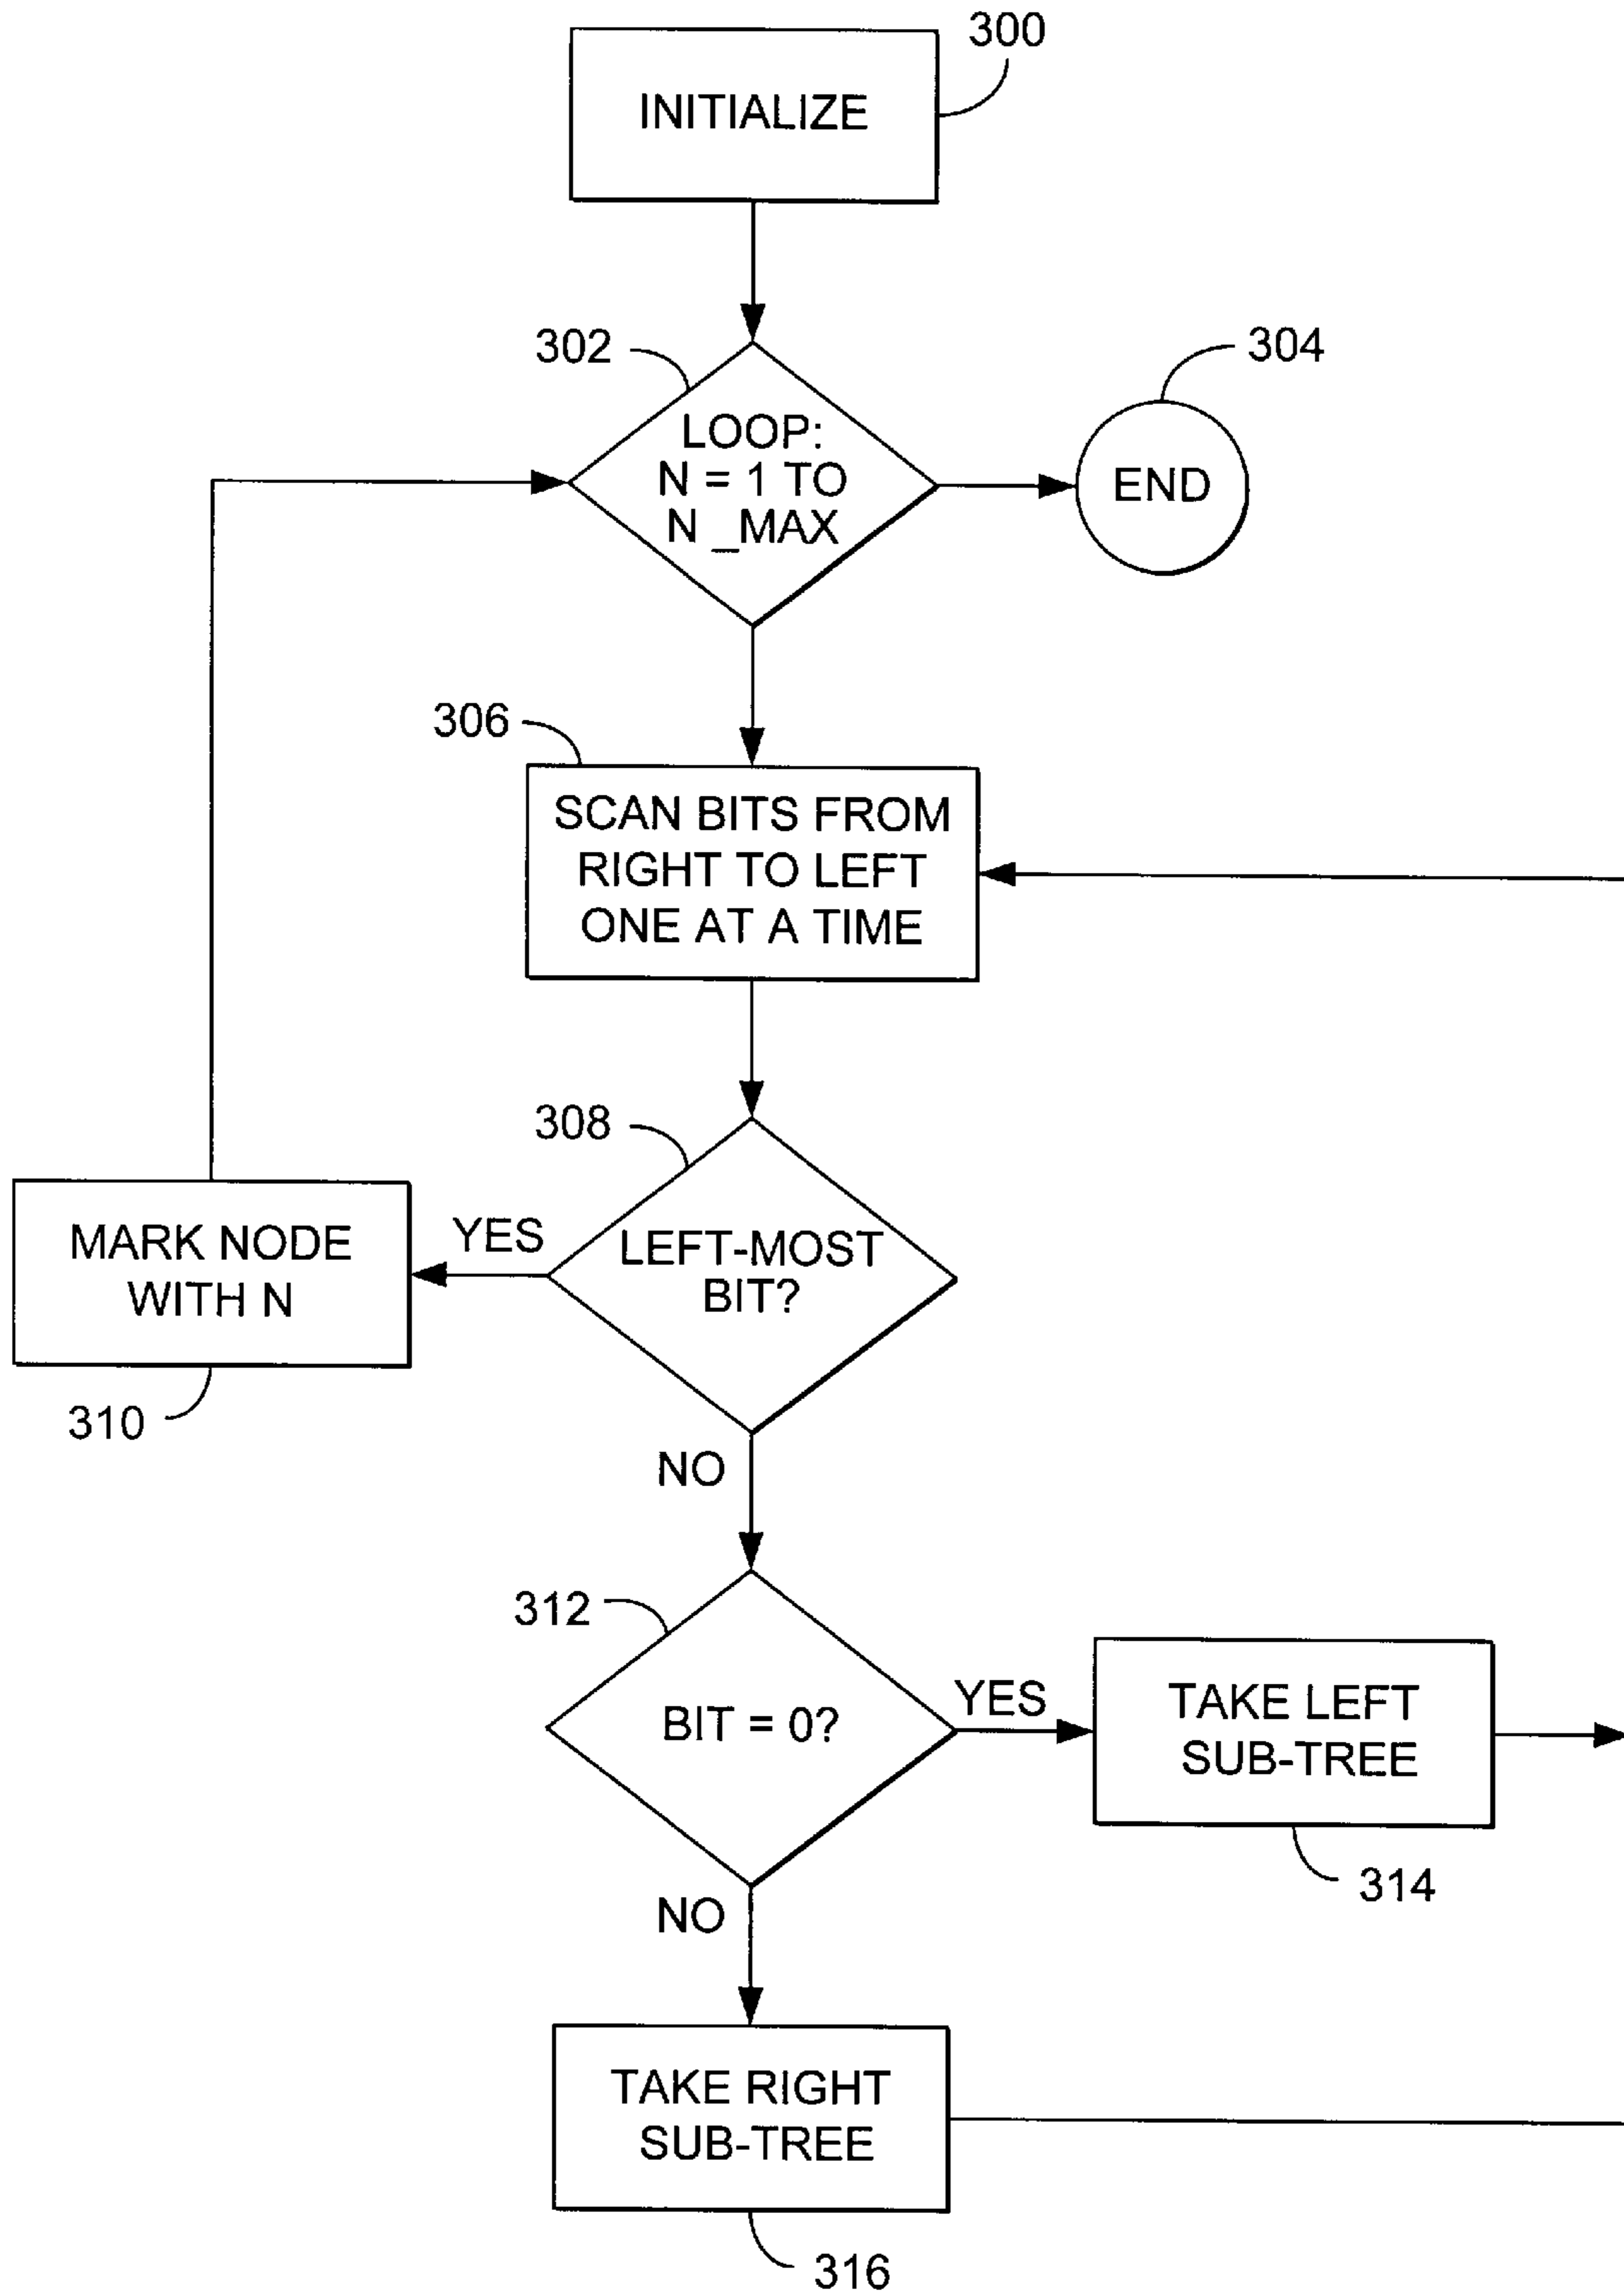 300
INITIALIZE
302
304
LOOP:
N = 1 TO
N _MAX
END
306
SCAN BITS FROM
RIGHT TO LEFT
ONE AT A TIME
308
YES
LEFT-MOST
BIT?
MARK NODE
WITH N
310
NO
312
BIT = 0?
YES
TAKE LEFT
SUB-TREE
314
NO
TAKE RIGHT
SUB-TREE
316